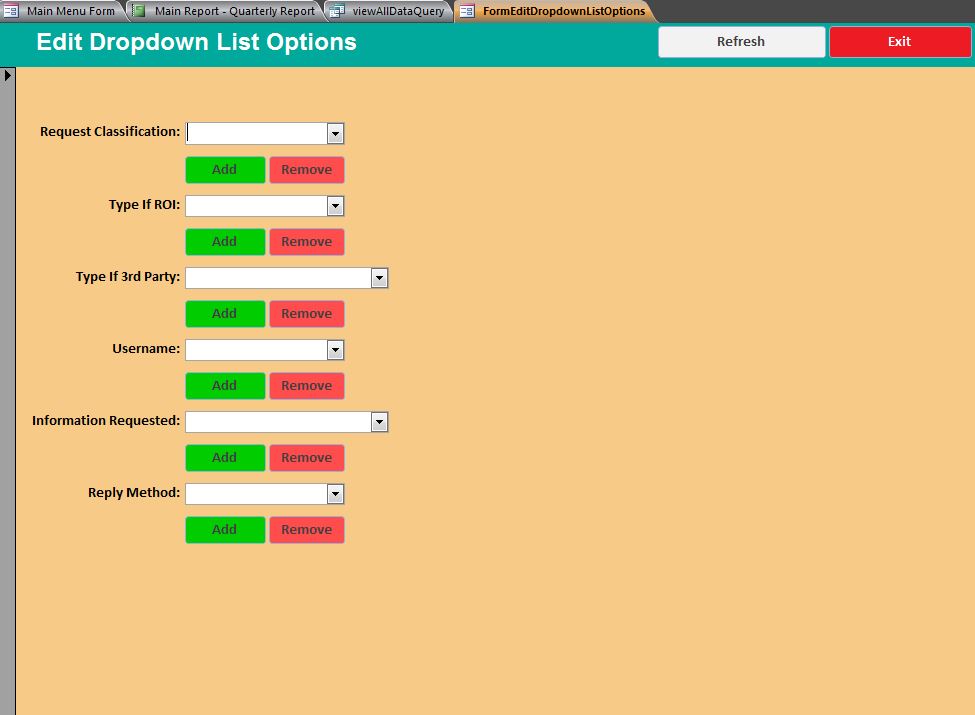 Main Menu Form Main Report - Quarterly Report viewAllDataQuery FormEditDropdownListOptions
Edit Dropdown List Options Refresh Exit
Request Classification:
Add Remove
Type If ROI:
Add Remove
Type If 3rd Party:
Add Remove
Username:
Add Remove
Information Requested:
Add Remove
Reply Method:
Add Remove